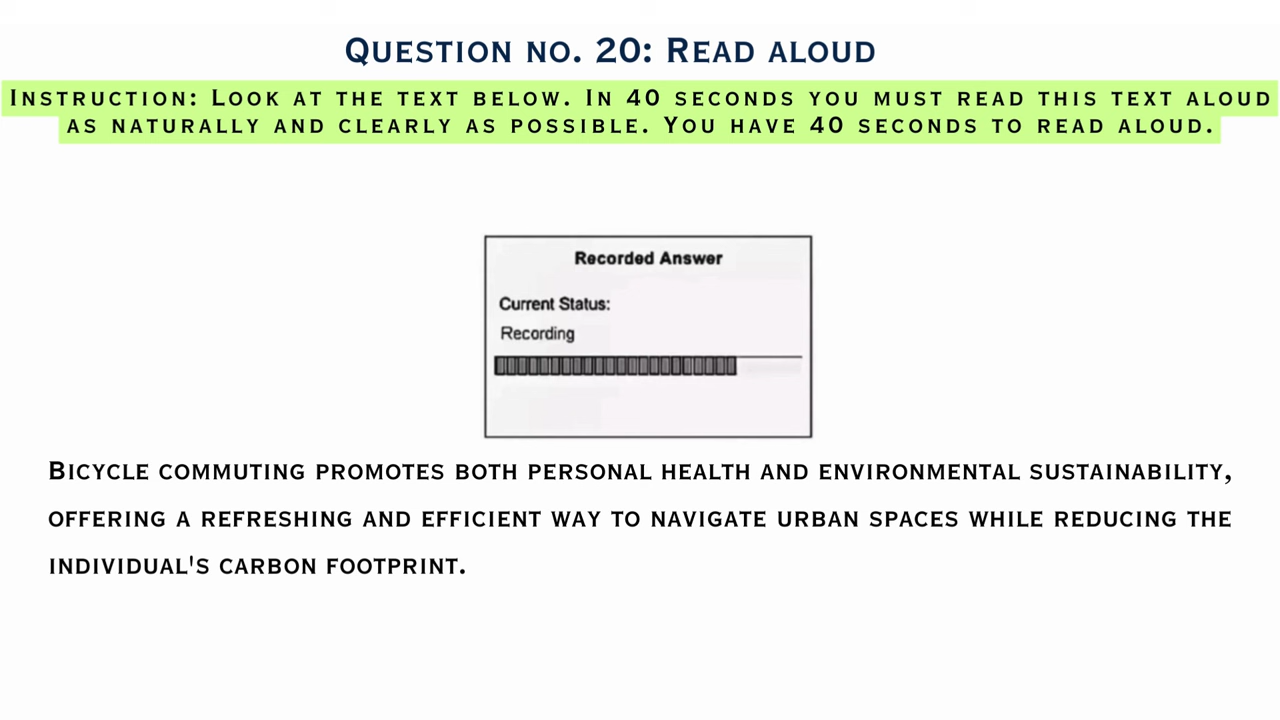 Question no. 20: Read aloud
Instruction: Look at the text below. In 40 seconds you must read this text aloud
as naturally and clearly as possible. You have 40 seconds to read aloud.
Recorded Answer
Current Status:
Recording
Bicycle commuting promotes both personal health and environmental sustainability,
offering a refreshing and efficient way to navigate urban spaces while reducing the
individual's carbon footprint.